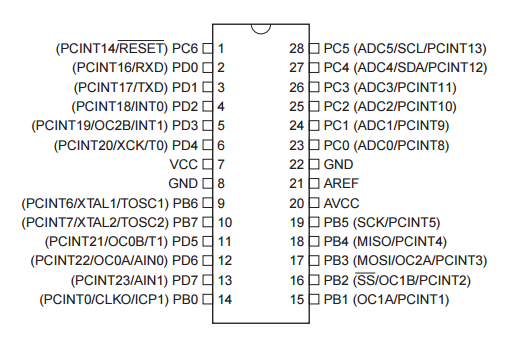 (PCINT14/RESET) PC6 1 28 PC5 (ADC5/SCL/PCINT13)
(PCINT16/RXD) PD0 2 27 PC4 (ADC4/SDA/PCINT12)
(PCINT17/TXD) PD1 3 26 PC3 (ADC3/PCINT11)
(PCINT18/INT0) PD2 4 25 PC2 (ADC2/PCINT10)
(PCINT19/OC2B/INT1) PD3 5 24 PC1 (ADC1/PCINT9)
(PCINT20/XCK/T0) PD4 6 23 PC0 (ADC0/PCINT8)
VCC 7 22 GND
GND 8 21 AREF
(PCINT6/XTAL1/TOSC1) PB6 9 20 AVCC
(PCINT7/XTAL2/TOSC2) PB7 10 19 PB5 (SCK/PCINT5)
(PCINT21/OC0B/T1) PD5 11 18 PB4 (MISO/PCINT4)
(PCINT22/OC0A/AIN0) PD6 12 17 PB3 (MOSI/OC2A/PCINT3)
(PCINT23/AIN1) PD7 13 16 PB2 (SS/OC1B/PCINT2)
(PCINT0/CLKO/ICP1) PB0 14 15 PB1 (OC1A/PCINT1)